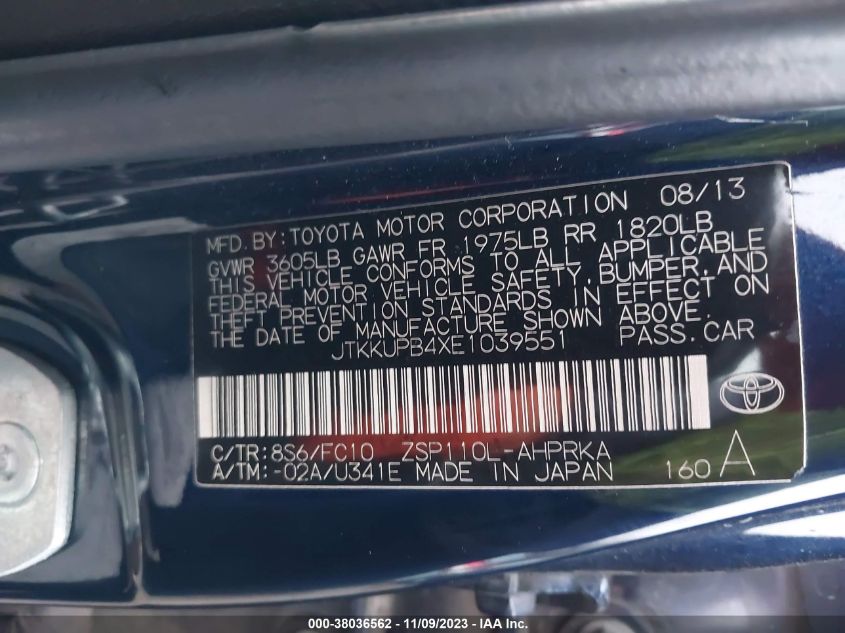 MFD. BY: TOYOTA MOTOR CORPORATION 08/13
GVWR 3605LB GAWR FR 1975LB RR 1820LB
THIS VEHICLE CONFORMS TO ALL APPLICABLE
FEDERAL MOTOR VEHICLE SAFETY, BUMPER, AND
THEFT PREVENTION STANDARDS IN EFFECT ON
THE DATE OF MANUFACTURE SHOWN ABOVE.
JTKKUPB4XE1039551 PASS. CAR
C/TR: 8S6/FC10 ZSP110L-AHPRKA
A/TM: -02A/U341E MADE IN JAPAN 160 A
000-38036562 - 11/09/2023 - IAA Inc.